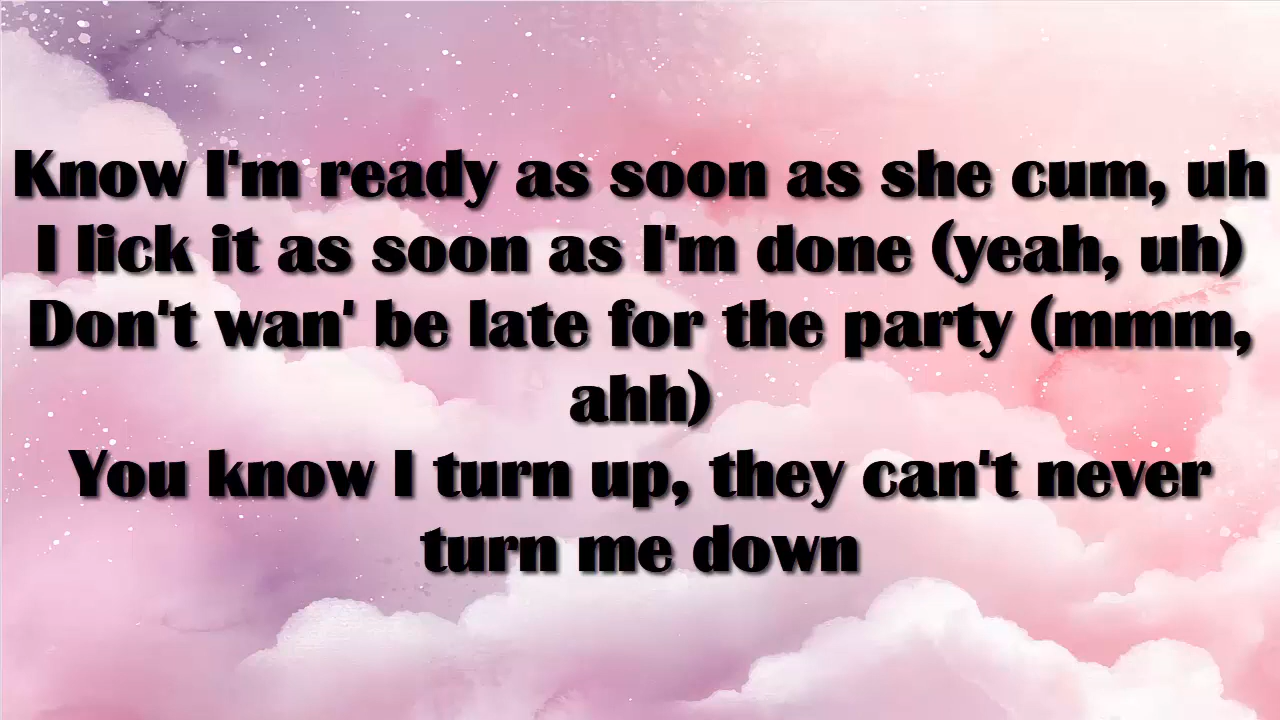 Know I'm ready as soon as she cum, uh
I lick it as soon as I'm done (yeah, uh)
Don't wan' be late for the party (mmm,
ahh)
You know I turn up, they can't never
turn me down